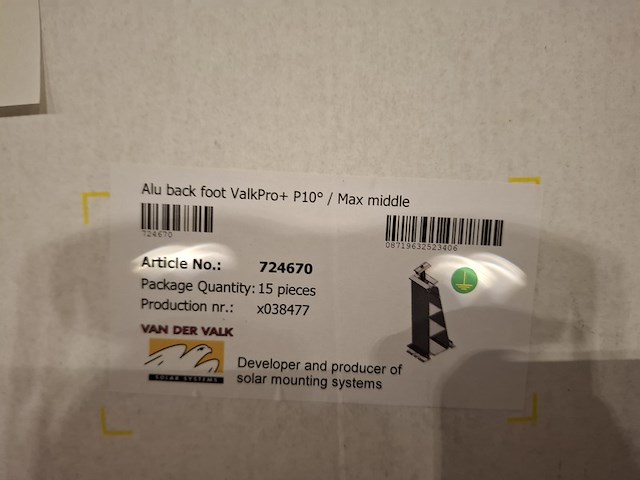 Alu back foot ValkPro+ P10° / Max middle
724670
08719632523406
Article No.: 724670
Package Quantity: 15 pieces
Production nr.: x038477
VAN DER VALK
SOLAR SYSTEMS
Developer and producer of
solar mounting systems